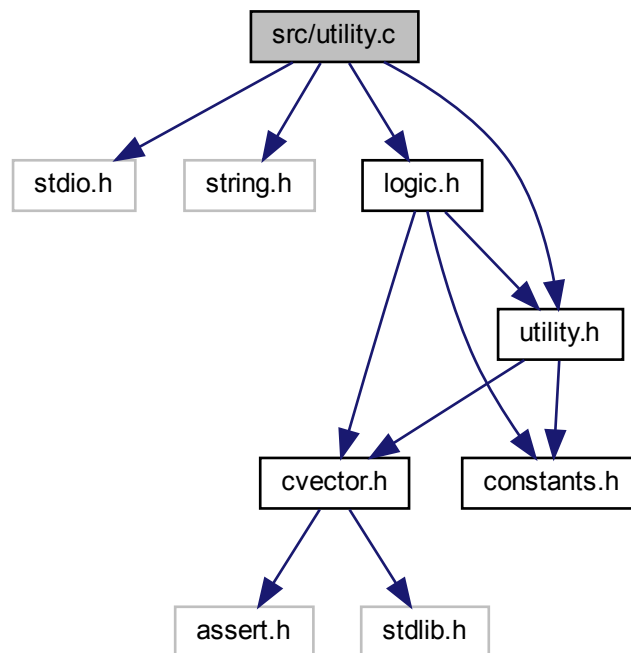 src/utility.c
stdio.h
string.h
logic.h
utility.h
cvector.h
constants.h
assert.h
stdlib.h